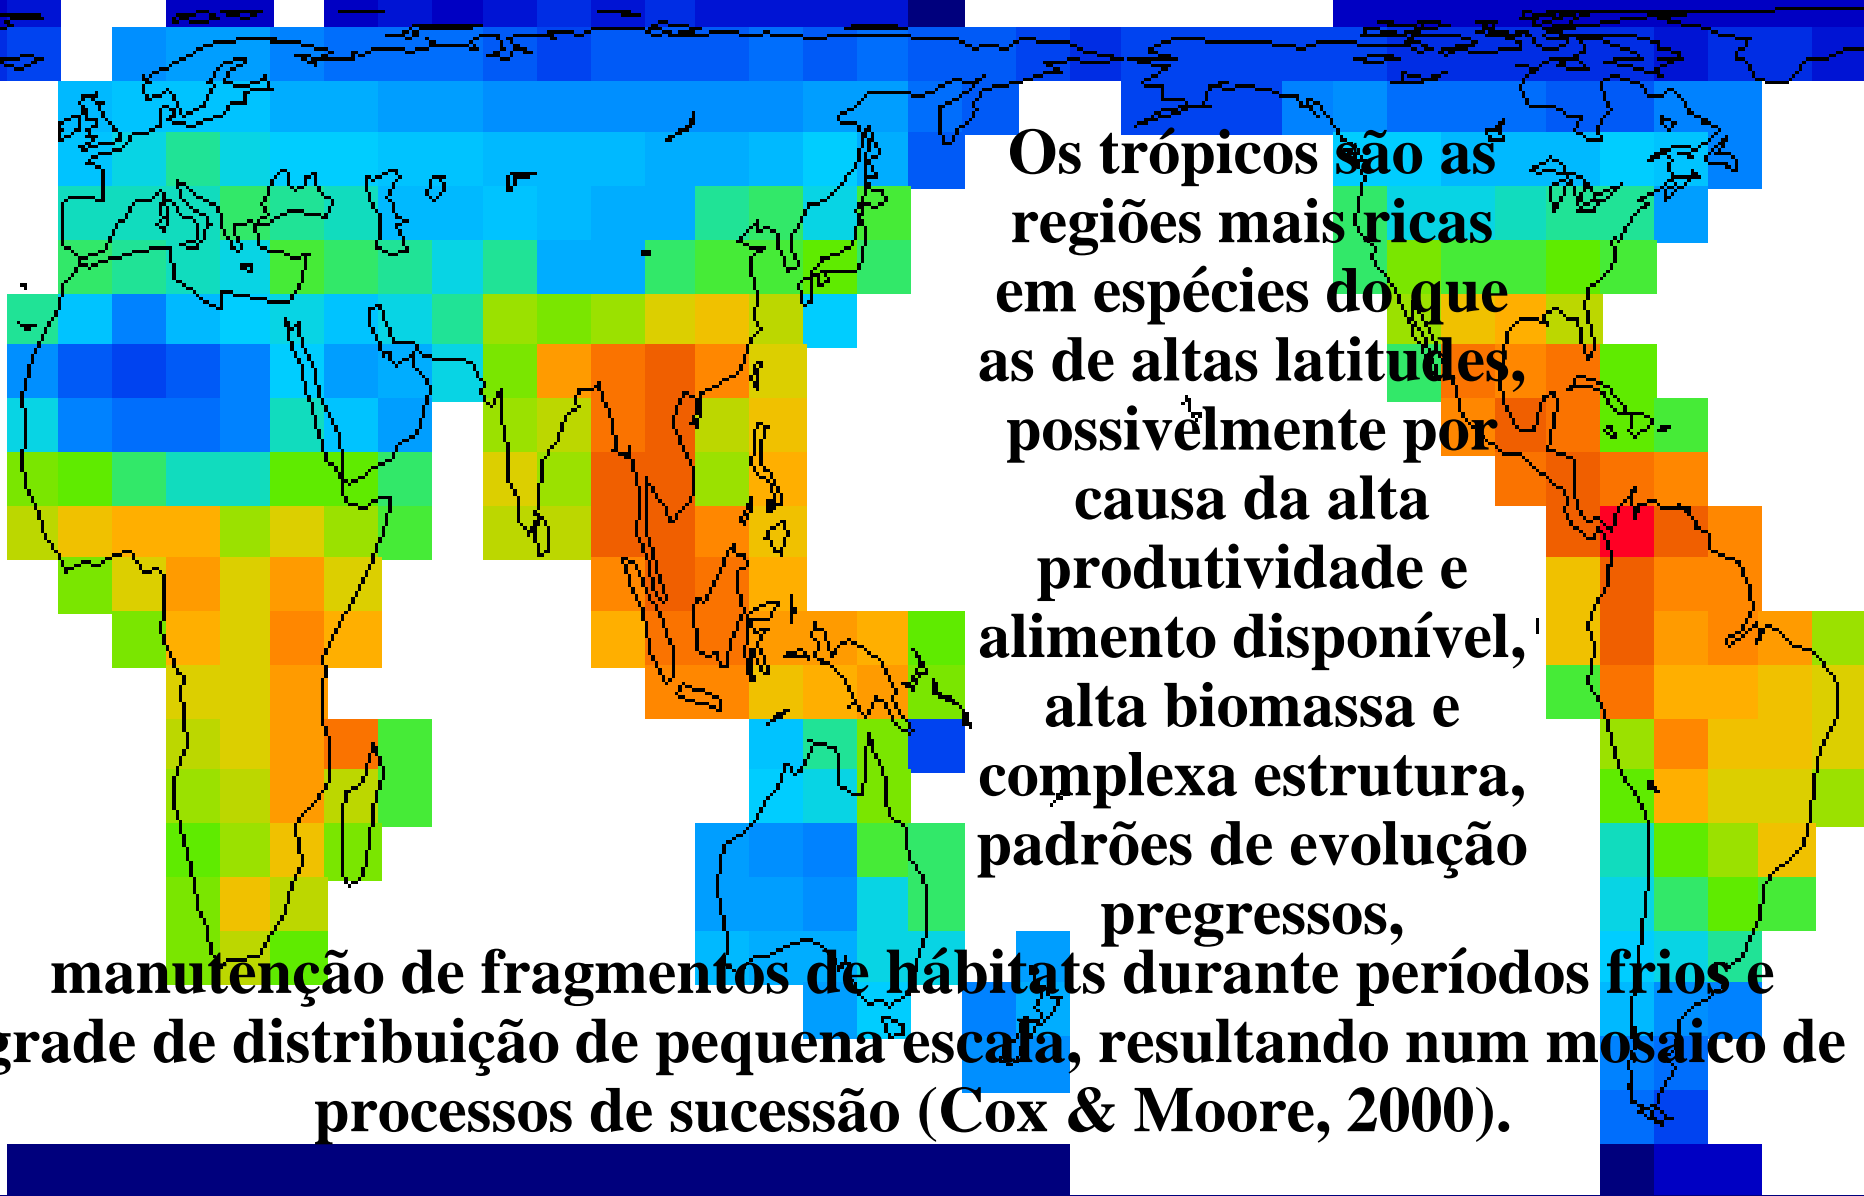 Os trópicos são as
regiões mais ricas
em espécies do que
as de altas latitudes,
possivelmente por
causa da alta
produtividade e
alimento disponível,
alta biomassa e
complexa estrutura,
padrões de evolução
pregressos,
manutenção de fragmentos de hábitats durante períodos frios e
grade de distribuição de pequena escala, resultando num mosaico de
processos de sucessão (Cox & Moore, 2000).